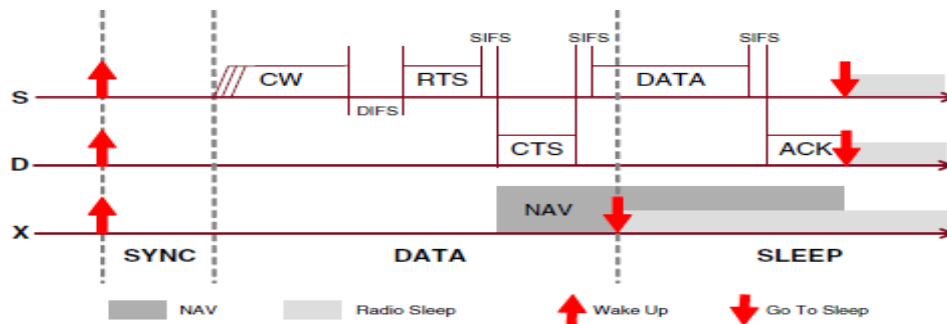 SIFS SIFS SIFS
S CW RTS DATA
DIFS
D CTS ACK
NAV
X
SYNC DATA SLEEP
NAV Radio Sleep Wake Up Go To Sleep